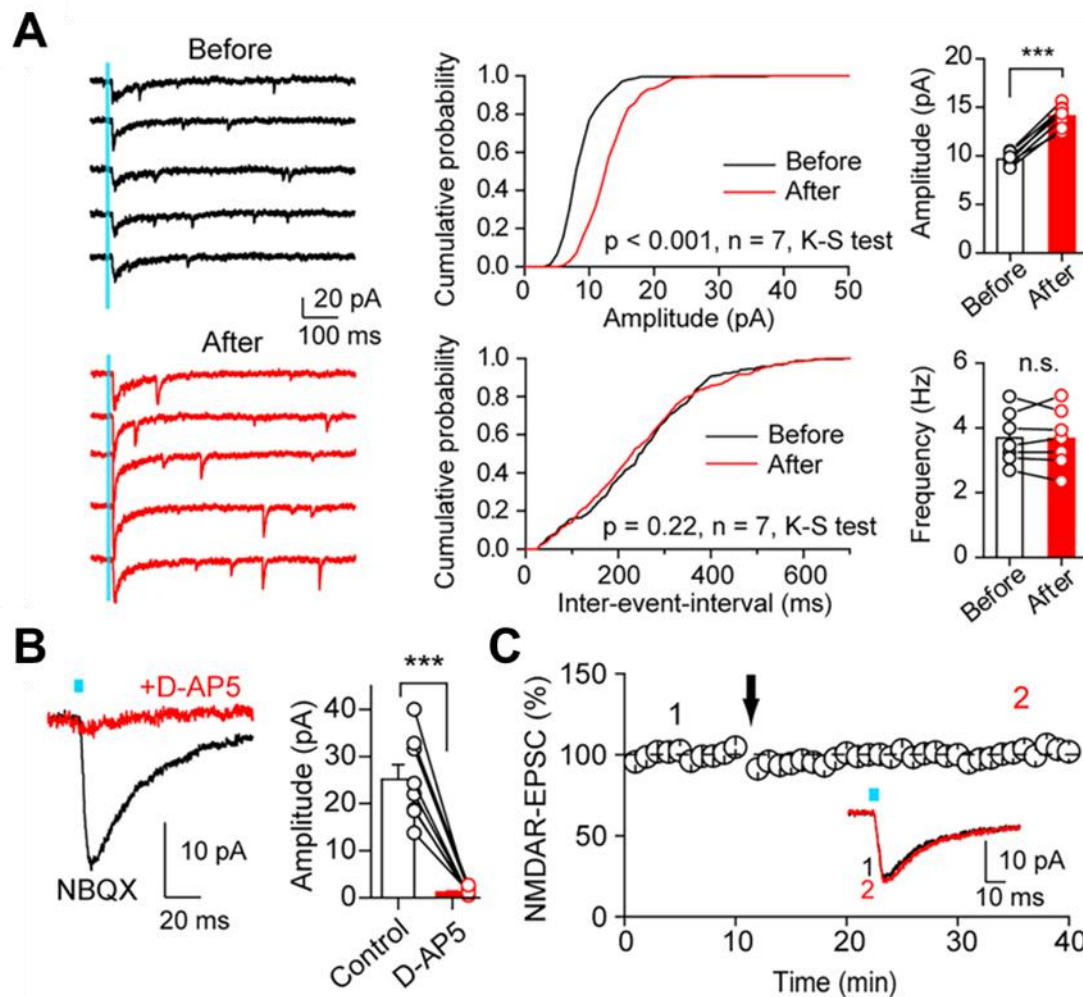 A
Before
20 pA
100 ms
After
Cumulative probability
1.0
0.8
0.6
0.4
0.2
0.0
Before
After
p < 0.001, n = 7, K-S test
0 10 20 30 40 50
Amplitude (pA)
Amplitude (pA)
20
15
10
5
0
***
Before
After
Cumulative probability
1.0
0.8
0.6
0.4
0.2
0.0
Before
After
p = 0.22, n = 7, K-S test
0 200 400 600
Inter-event-interval (ms)
Frequency (Hz)
6
4
2
0
n.s.
Before
After
B
+D-AP5
NBQX
10 pA
20 ms
Amplitude (pA)
40
30
20
10
0
***
Control
D-AP5
C
NMDAR-EPSC (%)
150
100
50
0
1
2
1
2
10 pA
10 ms
0 10 20 30 40
Time (min)